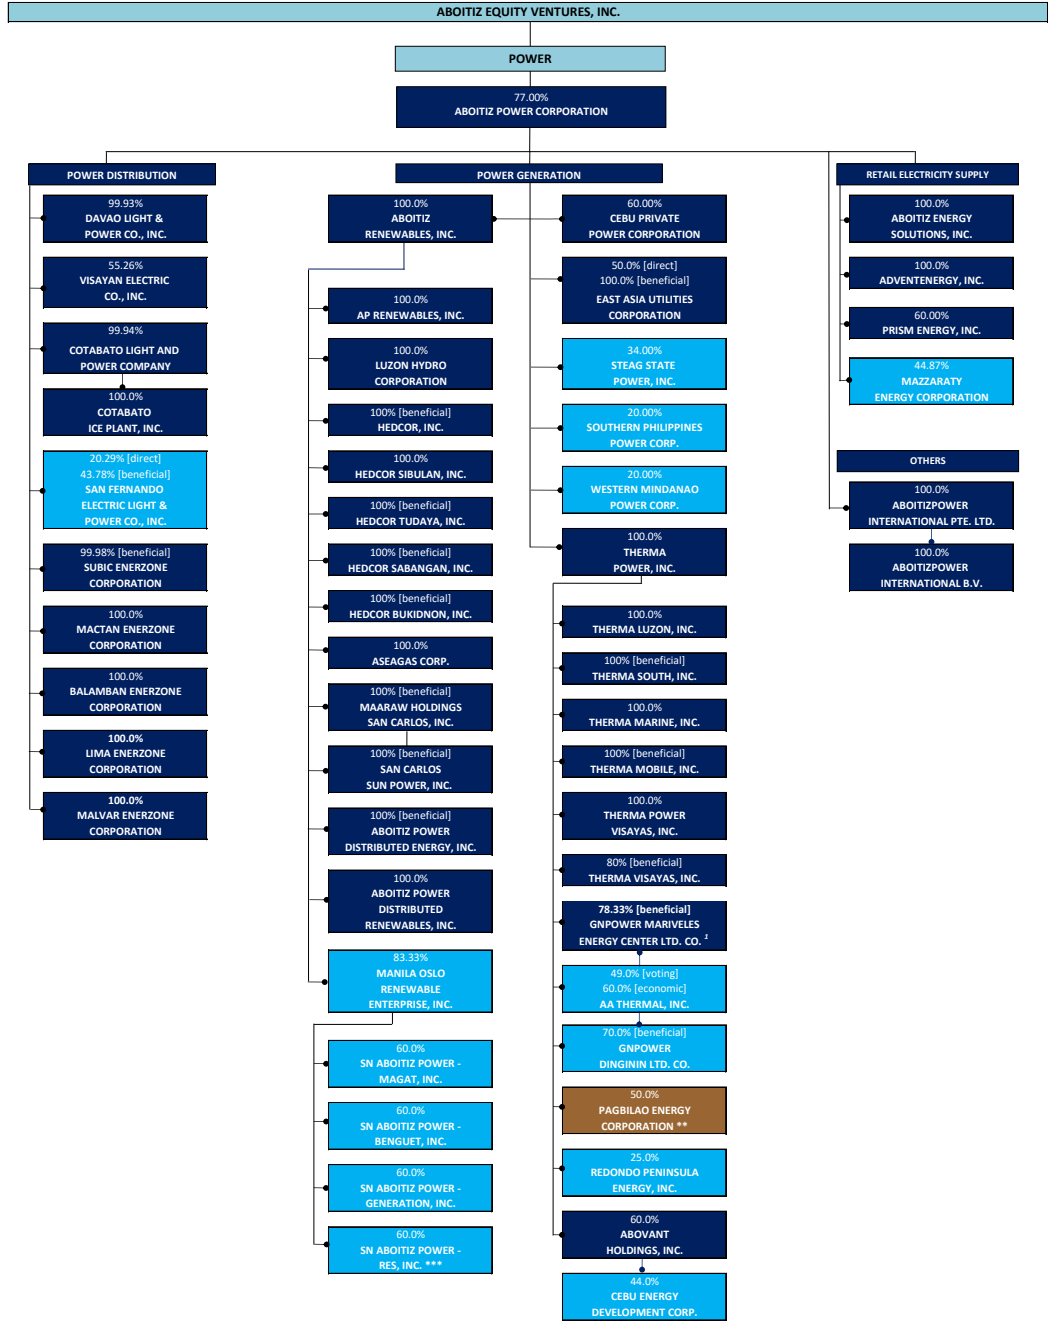 ABOITIZ EQUITY VENTURES, INC.
POWER
77.00%
ABOITIZ POWER CORPORATION
POWER DISTRIBUTION
99.93%
DAVAO LIGHT &
POWER CO., INC.
55.26%
VISAYAN ELECTRIC
CO., INC.
99.94%
COTABATO LIGHT AND
POWER COMPANY
100.0%
COTABATO
ICE PLANT, INC.
20.29% [direct]
43.78% [beneficial]
SAN FERNANDO
ELECTRIC LIGHT &
POWER CO., INC.
99.98% [beneficial]
SUBIC ENERZONE
CORPORATION
100.0%
MACTAN ENERZONE
CORPORATION
100.0%
BALAMBAN ENERZONE
CORPORATION
100.0%
LIMA ENERZONE
CORPORATION
100.0%
MALVAR ENERZONE
CORPORATION
POWER GENERATION
100.0%
ABOITIZ
RENEWABLES, INC.
100.0%
AP RENEWABLES, INC.
100.0%
LUZON HYDRO
CORPORATION
100% [beneficial]
HEDCOR, INC.
100.0%
HEDCOR SIBULAN, INC.
100% [beneficial]
HEDCOR TUDAYA, INC.
100% [beneficial]
HEDCOR SABANGAN, INC.
100% [beneficial]
HEDCOR BUKIDNON, INC.
100.0%
ASEAGAS CORP.
100% [beneficial]
MAARAW HOLDINGS
SAN CARLOS, INC.
100% [beneficial]
SAN CARLOS
SUN POWER, INC.
100% [beneficial]
ABOITIZ POWER
DISTRIBUTED ENERGY, INC.
100.0%
ABOITIZ POWER
DISTRIBUTED
RENEWABLES, INC.
83.33%
MANILA OSLO
RENEWABLE
ENTERPRISE, INC.
60.0%
SN ABOITIZ POWER -
MAGAT, INC.
60.0%
SN ABOITIZ POWER -
BENGUET, INC.
60.0%
SN ABOITIZ POWER -
GENERATION, INC.
60.0%
SN ABOITIZ POWER -
RES, INC. ***
60.00%
CEBU PRIVATE
POWER CORPORATION
50.0% [direct]
100.0% [beneficial]
EAST ASIA UTILITIES
CORPORATION
34.00%
STEAG STATE
POWER, INC.
20.00%
SOUTHERN PHILIPPINES
POWER CORP.
20.00%
WESTERN MINDANAO
POWER CORP.
100.0%
THERMA
POWER, INC.
100.0%
THERMA LUZON, INC.
100% [beneficial]
THERMA SOUTH, INC.
100.0%
THERMA MARINE, INC.
100% [beneficial]
THERMA MOBILE, INC.
100.0%
THERMA POWER
VISAYAS, INC.
80% [beneficial]
THERMA VISAYAS, INC.
78.33% [beneficial]
GNPOWER MARIVELES
ENERGY CENTER LTD. CO. 1
49.0% [voting]
60.0% [economic]
AA THERMAL, INC.
70.0% [beneficial]
GNPOWER
DINGININ LTD. CO.
50.0%
PAGBILAO ENERGY
CORPORATION **
25.0%
REDONDO PENINSULA
ENERGY, INC.
60.0%
ABOVANT
HOLDINGS, INC.
44.0%
CEBU ENERGY
DEVELOPMENT CORP.
RETAIL ELECTRICITY SUPPLY
100.0%
ABOITIZ ENERGY
SOLUTIONS, INC.
100.0%
ADVENTENERGY, INC.
60.00%
PRISM ENERGY, INC.
44.87%
MAZZARATY
ENERGY CORPORATION
OTHERS
100.0%
ABOITIZPOWER
INTERNATIONAL PTE. LTD.
100.0%
ABOITIZPOWER
INTERNATIONAL B.V.